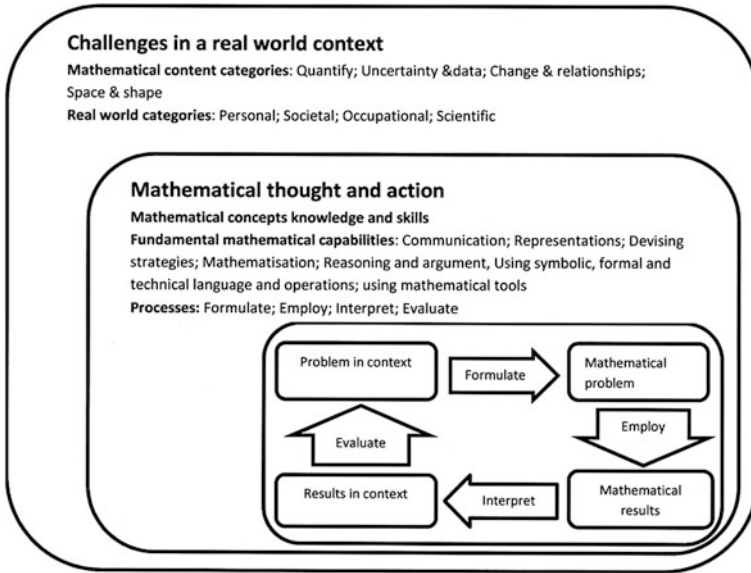 Challenges in a real world context
Mathematical content categories: Quantify; Uncertainty &data; Change & relationships;
Space & shape
Real world categories: Personal; Societal; Occupational; Scientific
Mathematical thought and action
Mathematical concepts knowledge and skills
Fundamental mathematical capabilities: Communication; Representations; Devising
strategies; Mathematisation; Reasoning and argument, Using symbolic, formal and
technical language and operations; using mathematical tools
Processes: Formulate; Employ; Interpret; Evaluate
Problem in context
Formulate
Mathematical
problem
Evaluate
Employ
Results in context
Interpret
Mathematical
results